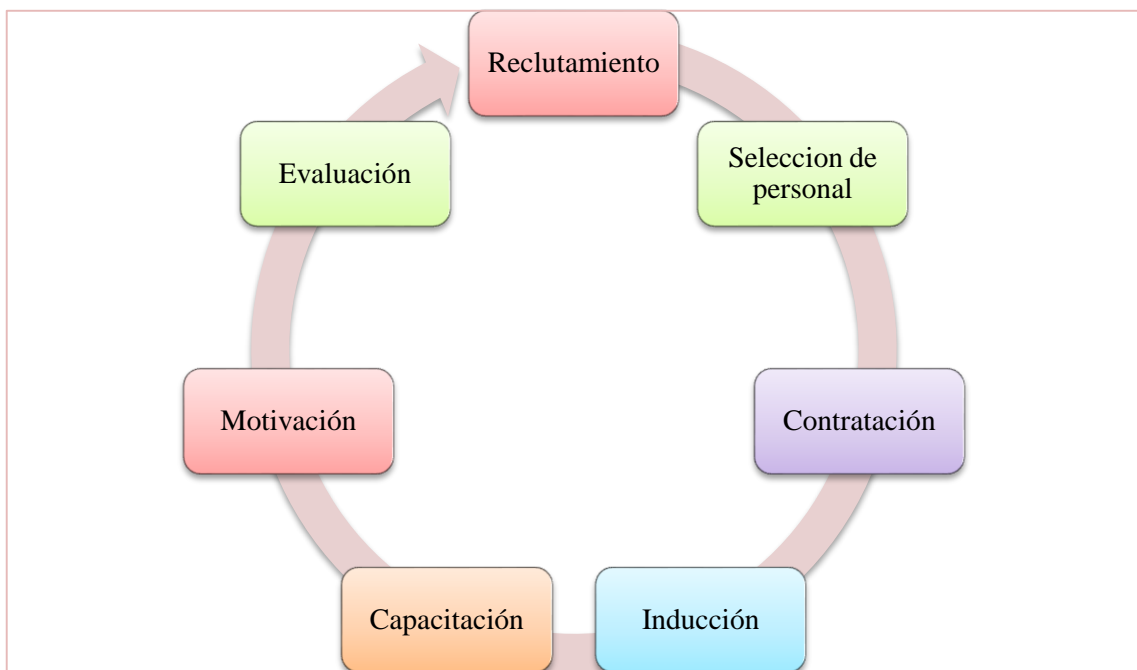 Reclutamiento
Seleccion de
personal
Contratación
Inducción
Capacitación
Motivación
Evaluación